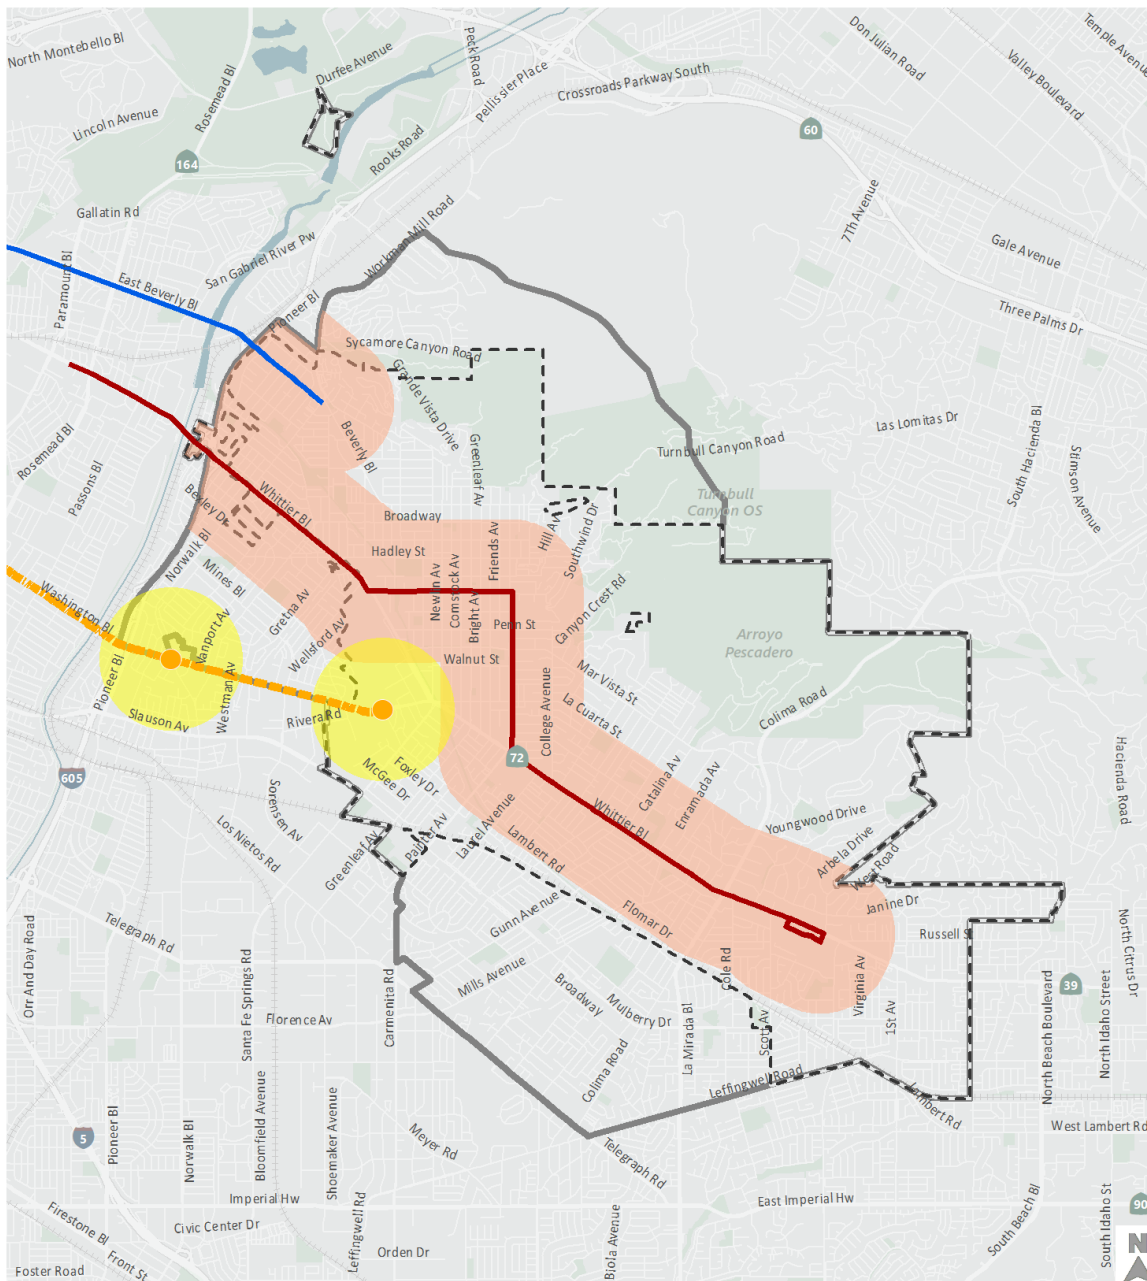 North Montebello Bl
Durfee Avenue
Peck Road
Pellissier Place
Crossroads Parkway South
Don Julian Road
Temple Avenue
Valley Boulevard
Rosemead Bl
Lincoln Avenue
Rooks Road
60
164
Gallatin Rd
7Th Avenue
Workman Mill Road
San Gabriel River Pw
Gale Avenue
Paramount Bl
East Beverly Bl
Pioneer Bl
Three Palms Dr
Sycamore Canyon Road
Grande Vista Drive
Las Lomitas Dr
South Hacienda Bl
Stimson Avenue
Rosemead Bl
Passons Bl
Beverly Bl
Greenleaf Av
Turnbull Canyon Road
Turnbull
Canyon OS
Bexley Dr
Whittier Bl
Broadway
Hill Av
Southwind Dr
Friends Av
Hadley St
Norwalk Bl
Mines Bl
Newlin Av
Comstock Av
Bright Av
Canyon Crest Rd
Washington Bl
Gretna Av
Vanport Av
Penn St
Wellsford Av
Arroyo
Pescadero
Walnut St
Mar Vista St
Pioneer Bl
Westman Av
Slauson Av
Rivera Rd
College Avenue
La Cuarta St
Colima Road
72
605
Foxley Dr
McGee Dr
Catalina Av
Enramada Av
Hacienda Road
Sorensen Av
Los Nietos Rd
Greenleaf Av
Painter Av
Laurel Avenue
Lambert Rd
Whittier Bl
Youngwood Drive
Arbela Drive
West Road
Janine Dr
Russell St
Gunn Avenue
Flomar Dr
Orr And Day Road
Telegraph Rd
Santa Fe Springs Rd
Carmenita Rd
Mills Avenue
Broadway
Mulberry Dr
Cole Rd
Virginia Av
1St Av
39
North Citrus Dr
North Beach Boulevard
North Idaho Street
Florence Av
La Mirada Bl
Scott Av
Colima Road
Leffingwell Road
Lambert Rd
West Lambert Rd
5
Pioneer Bl
Norwalk Bl
Bloomfield Avenue
Shoemaker Avenue
Meyer Rd
Telegraph Rd
Imperial Hw
East Imperial Hw
90
Firestone Bl
Civic Center Dr
Leffingwell Rd
Orden Dr
Biola Avenue
South Beach Bl
South Idaho St
Front St
Foster Road
N